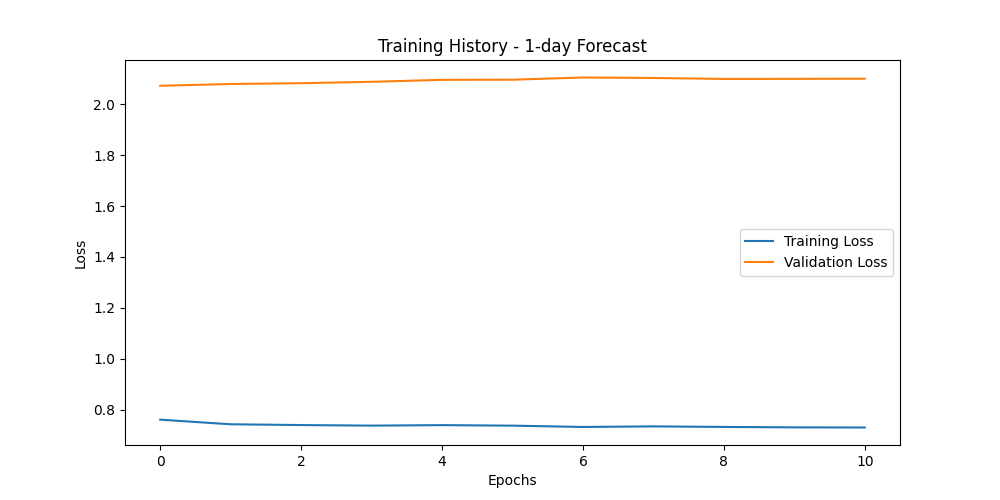 Training History - 1-day Forecast
2.0
1.8
1.6
1.4
1.2
1.0
0.8
Loss
Training Loss
Validation Loss
0 2 4 6 8 10
Epochs